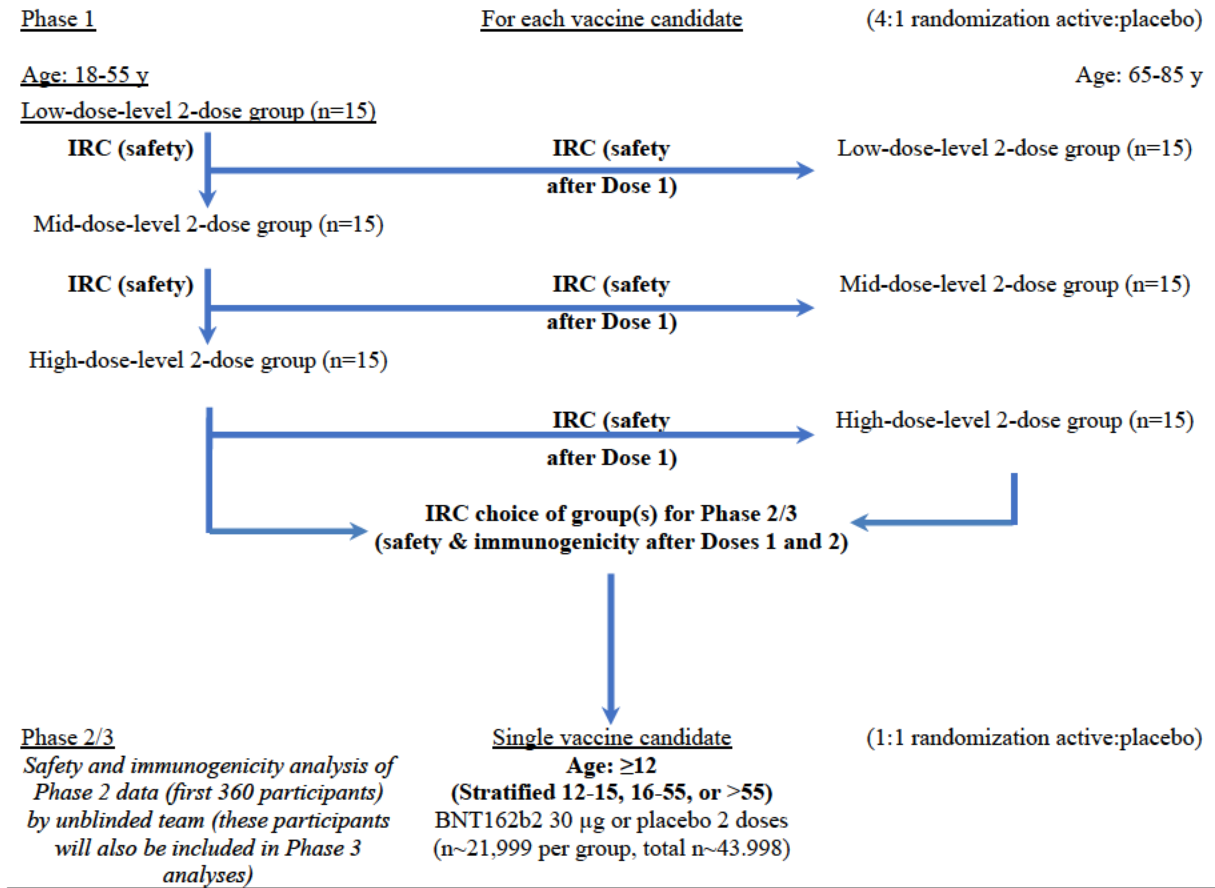 Phase 1 For each vaccine candidate (4:1 randomization active:placebo)
Age: 18-55 y Age: 65-85 y
Low-dose-level 2-dose group (n=15)
IRC (safety) IRC (safety Low-dose-level 2-dose group (n=15)
after Dose 1)
Mid-dose-level 2-dose group (n=15)
IRC (safety) IRC (safety Mid-dose-level 2-dose group (n=15)
after Dose 1)
High-dose-level 2-dose group (n=15)
IRC (safety High-dose-level 2-dose group (n=15)
after Dose 1)
IRC choice of group(s) for Phase 2/3
(safety & immunogenicity after Doses 1 and 2)
Phase 2/3 Single vaccine candidate (1:1 randomization active:placebo)
Safety and immunogenicity analysis of Age: ≥12
Phase 2 data (first 360 participants) (Stratified 12-15, 16-55, or >55)
by unblinded team (these participants BNT162b2 30 µg or placebo 2 doses
will also be included in Phase 3 (n~21,999 per group, total n~43.998)
analyses)